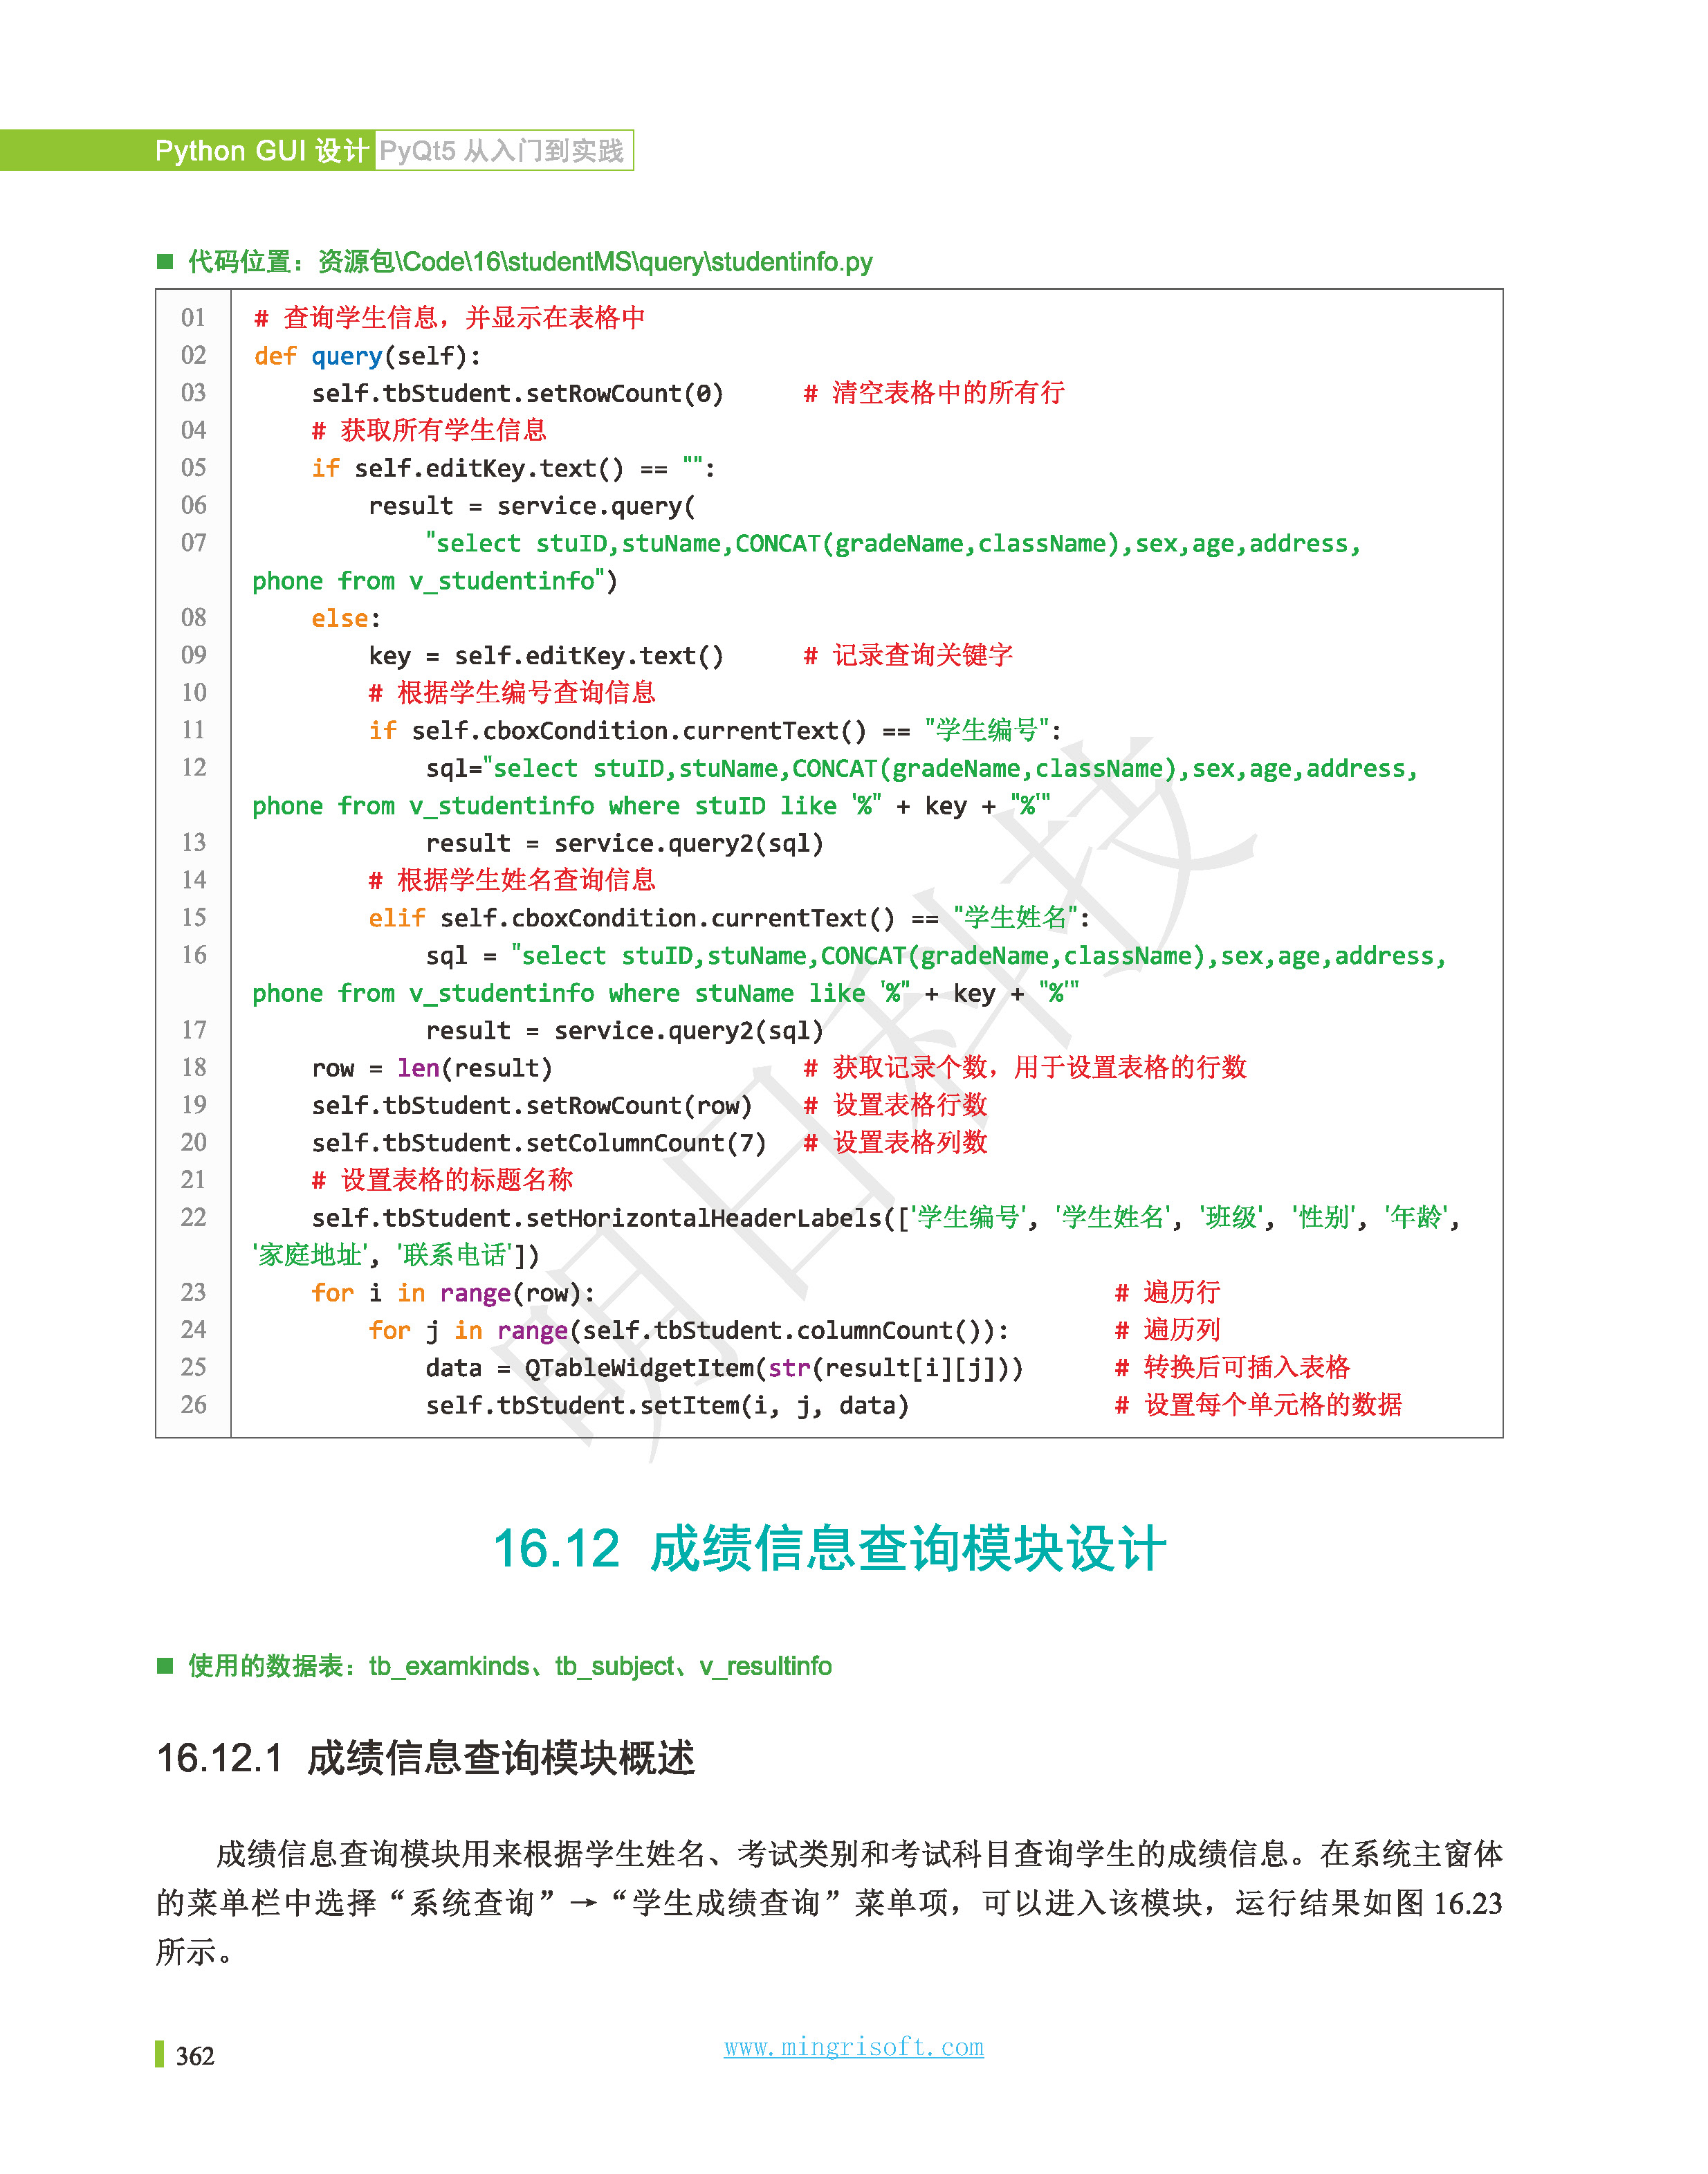 Python GUI 设计 PyQt5 从入门到实践
■ 代码位置：资源包\Code\16\studentMS\query\studentinfo.py
01 # 查询学生信息，并显示在表格中
02 def query(self):
03     self.tbStudent.setRowCount(0)      # 清空表格中的所有行
04     # 获取所有学生信息
05     if self.editKey.text() == "":
06         result = service.query(
07             "select stuID,stuName,CONCAT(gradeName,className),sex,age,address,
phone from v_studentinfo")
08     else:
09         key = self.editKey.text()      # 记录查询关键字
10         # 根据学生编号查询信息
11         if self.cboxCondition.currentText() == "学生编号":
12             sql="select stuID,stuName,CONCAT(gradeName,className),sex,age,address,
phone from v_studentinfo where stuID like '%" + key + "%'"
13             result = service.query2(sql)
14         # 根据学生姓名查询信息
15         elif self.cboxCondition.currentText() == "学生姓名":
16             sql = "select stuID,stuName,CONCAT(gradeName,className),sex,age,address,
phone from v_studentinfo where stuName like '%" + key + "%'"
17             result = service.query2(sql)
18     row = len(result)                  # 获取记录个数，用于设置表格的行数
19     self.tbStudent.setRowCount(row)    # 设置表格行数
20     self.tbStudent.setColumnCount(7)   # 设置表格列数
21     # 设置表格的标题名称
22     self.tbStudent.setHorizontalHeaderLabels(['学生编号', '学生姓名', '班级', '性别', '年龄',
'家庭地址', '联系电话'])
23     for i in range(row):                                     # 遍历行
24         for j in range(self.tbStudent.columnCount()):        # 遍历列
25             data = QTableWidgetItem(str(result[i][j]))       # 转换后可插入表格
26             self.tbStudent.setItem(i, j, data)               # 设置每个单元格的数据
明日科技
16.12 成绩信息查询模块设计
■ 使用的数据表：tb_examkinds、tb_subject、v_resultinfo
16.12.1 成绩信息查询模块概述
成绩信息查询模块用来根据学生姓名、考试类别和考试科目查询学生的成绩信息。在系统主窗体
的菜单栏中选择“系统查询”→“学生成绩查询”菜单项，可以进入该模块，运行结果如图 16.23
所示。
362
www.mingrisoft.com